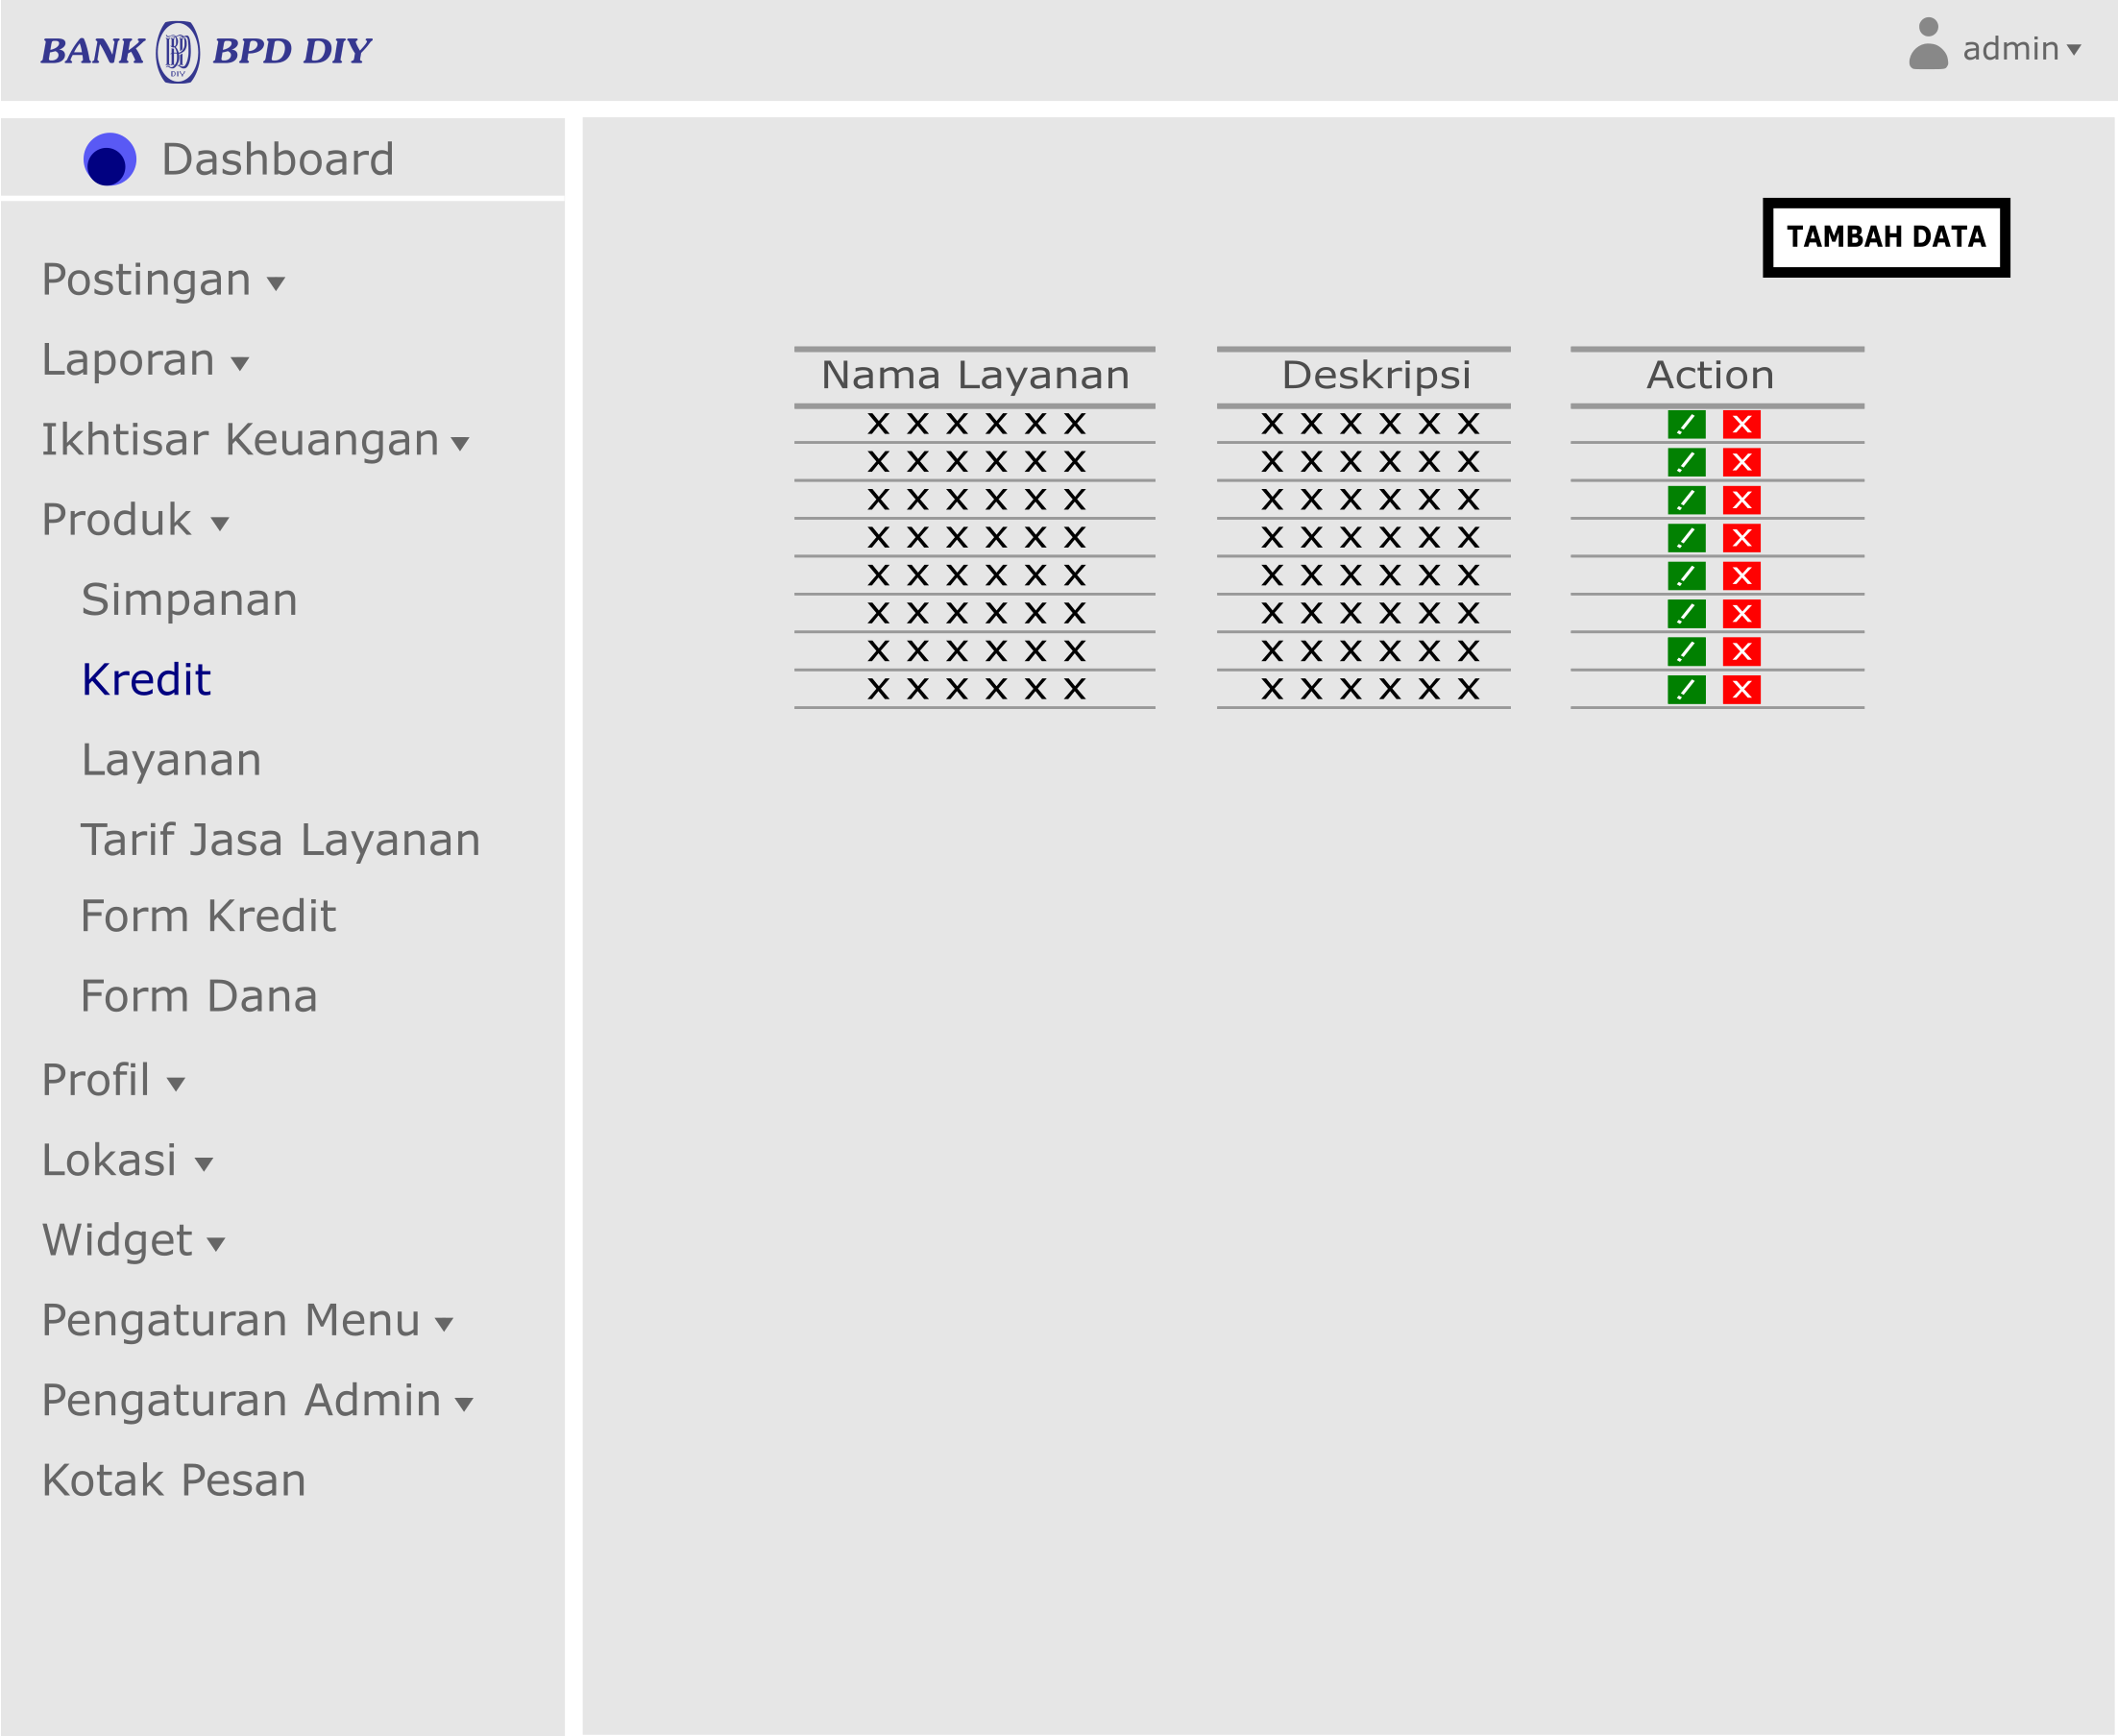 BANK BPD DIY
admin
Dashboard
TAMBAH DATA
Postingan
Laporan
Ikhtisar Keuangan
Produk
Simpanan
Kredit
Layanan
Tarif Jasa Layanan
Form Kredit
Form Dana
Profil
Lokasi
Widget
Pengaturan Menu
Pengaturan Admin
Kotak Pesan
Nama Layanan Deskripsi Action
X X X X X X X X X X X X X
X X X X X X X X X X X X X
X X X X X X X X X X X X X
X X X X X X X X X X X X X
X X X X X X X X X X X X X
X X X X X X X X X X X X X
X X X X X X X X X X X X X
X X X X X X X X X X X X X